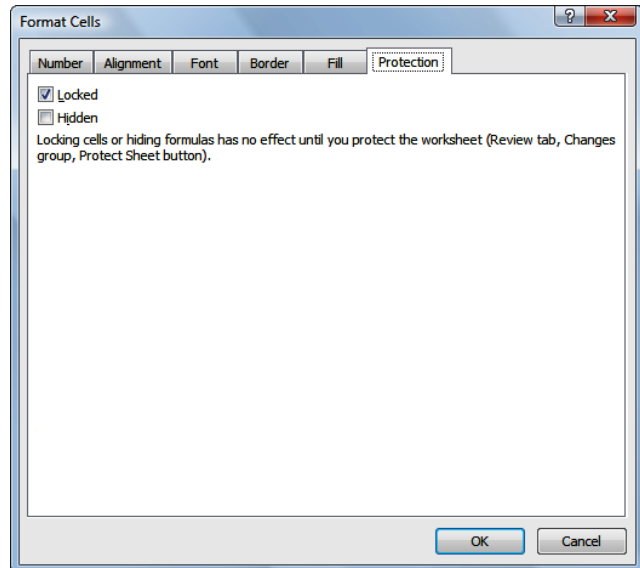 Format Cells
Number Alignment Font Border Fill Protection
Locked
Hidden
Locking cells or hiding formulas has no effect until you protect the worksheet (Review tab, Changes
group, Protect Sheet button).
OK Cancel